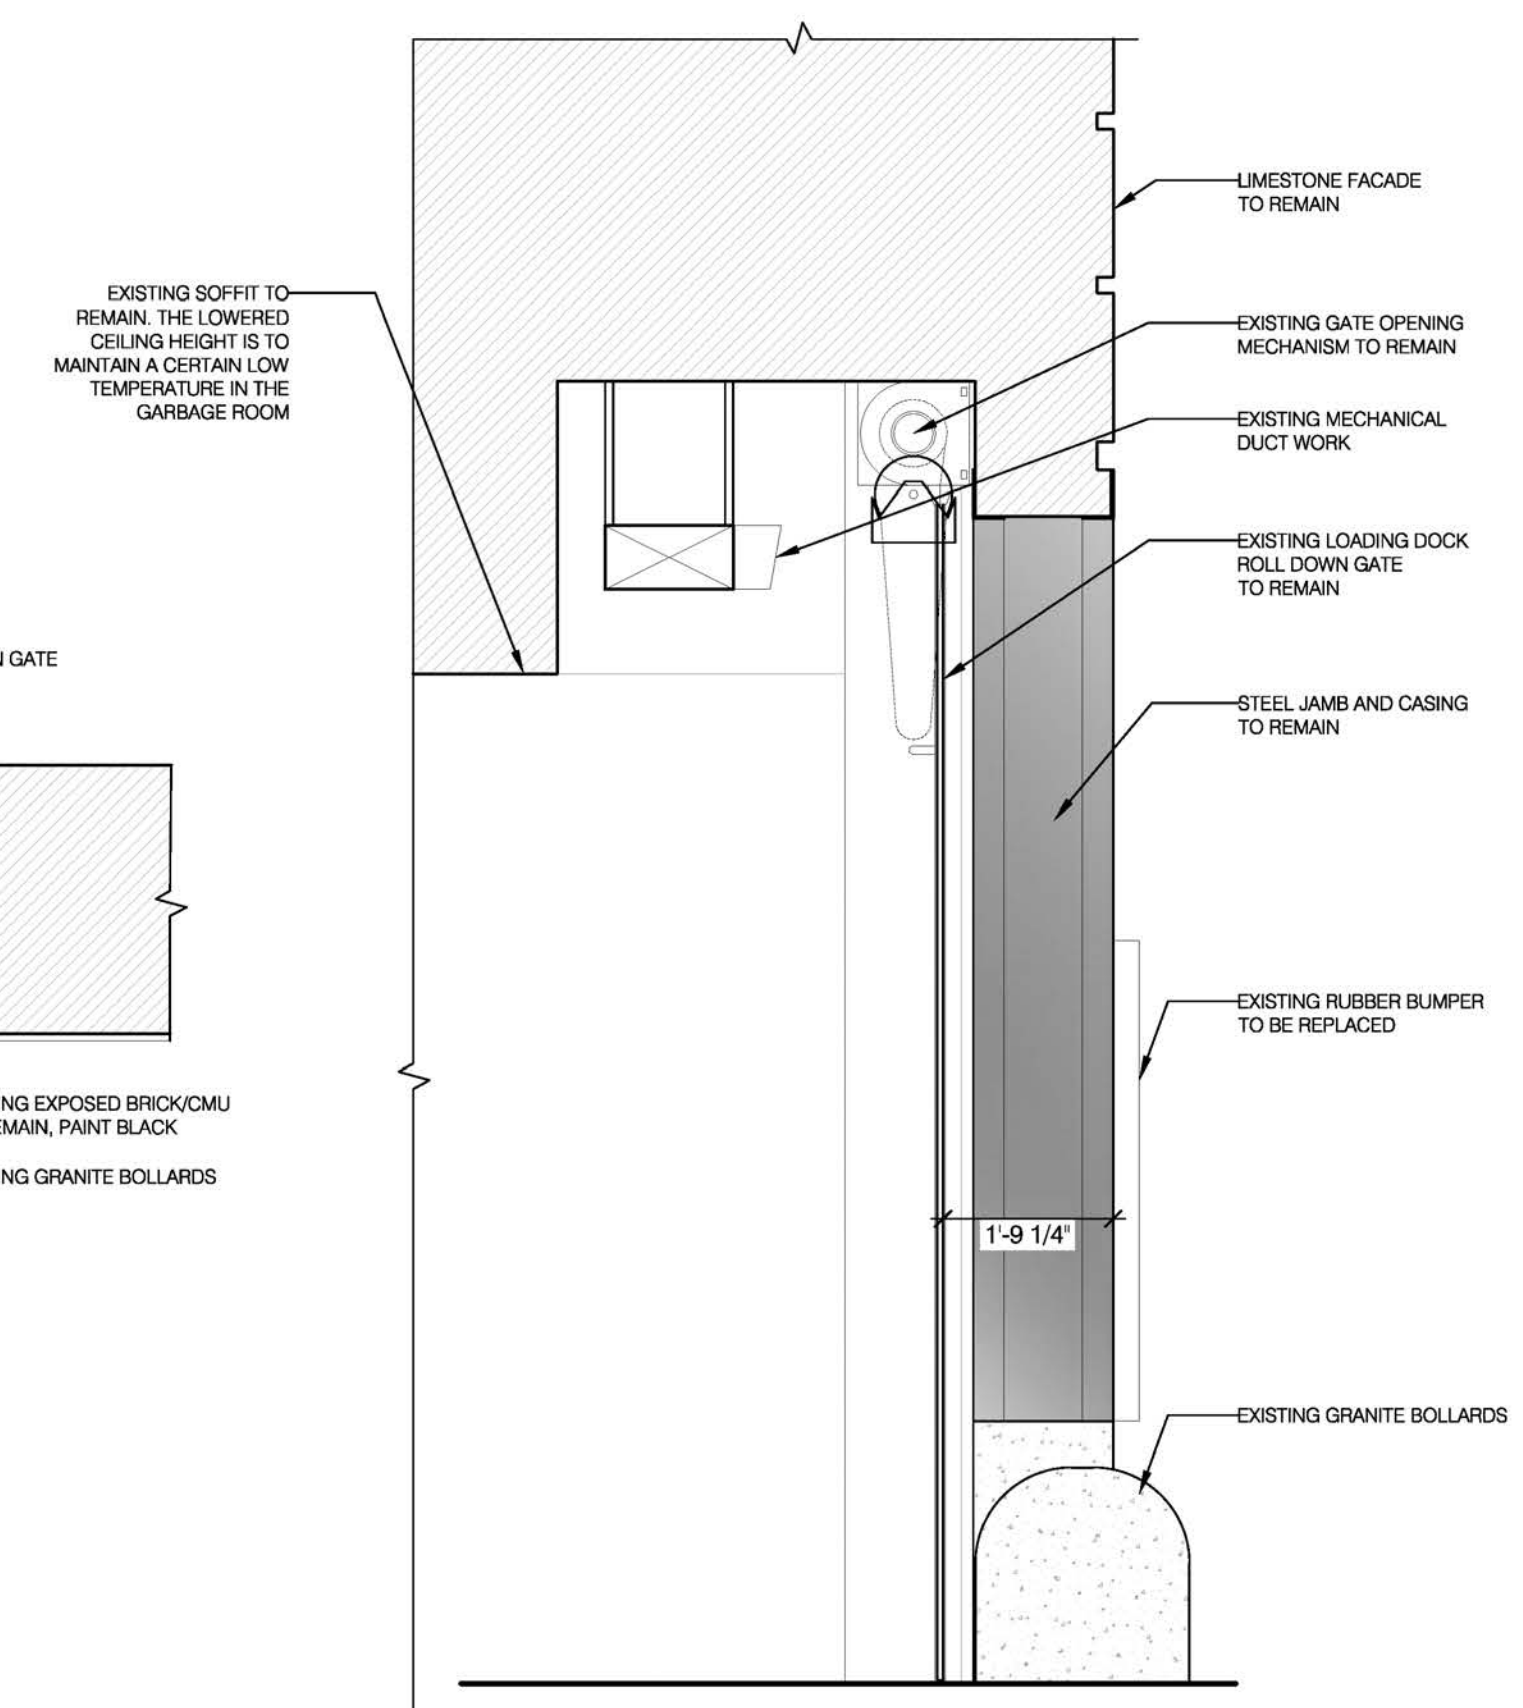 EXISTING SOFFIT TO
REMAIN. THE LOWERED
CEILING HEIGHT IS TO
MAINTAIN A CERTAIN LOW
TEMPERATURE IN THE
GARBAGE ROOM
GATE
EXPOSED BRICK/CMU
PAINT BLACK
GRANITE BOLLARDS
LIMESTONE FACADE
TO REMAIN
EXISTING GATE OPENING
MECHANISM TO REMAIN
EXISTING MECHANICAL
DUCT WORK
EXISTING LOADING DOCK
ROLL DOWN GATE
TO REMAIN
STEEL JAMB AND CASING
TO REMAIN
EXISTING RUBBER BUMPER
TO BE REPLACED
1'-9 1/4"
EXISTING GRANITE BOLLARDS